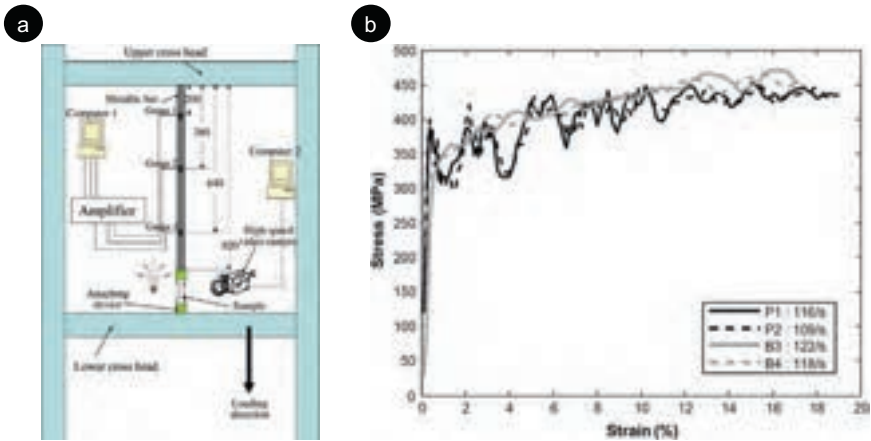 a
Upper cross head
Metallic bar
200
Computer 1
Gauge
Computer 2
Gauge
640
Amplifier
Gauge
High speed
video camera
Attaching
device
Sample
Lower cross head
Loading
direction
b
500
450
400
350
300
250
200
150
100
50
0
Stress (MPa)
P1 : 116/s
P2 : 109/s
B3 : 122/s
B4 : 118/s
0 2 4 6 8 10 12 14 16 18 20
Strain (%)